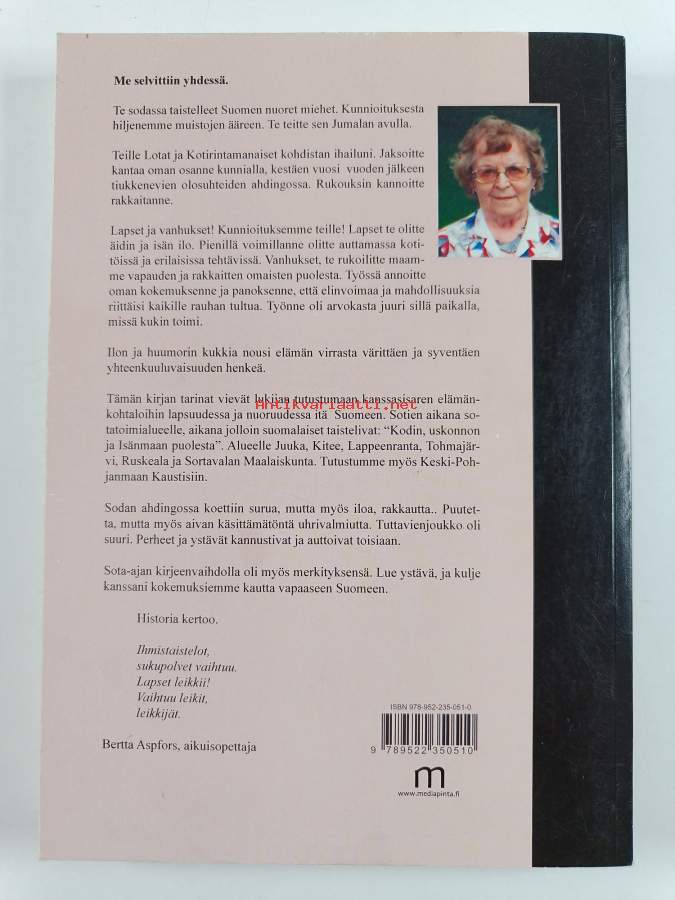 Me selvittiin yhdessä.
Te sodassa taistelleet Suomen nuoret miehet. Kunnioituksesta
hiljenemme muistojen ääreen. Te teitte sen Jumalan avulla.
Teille Lotat ja Kotirintamanaiset kohdistan ihailuni. Jaksoitte
kantaa oman osanne kunnialla, kestäen vuosi vuoden jälkeen
tiukkenevien olosuhteiden ahdingossa. Rukouksin kannoitte
rakkaitanne.
Lapset ja vanhukset! Kunnioituksemme teille! Lapset te olitte
äidin ja isän ilo. Pienillä voimillanne olitte auttamassa koti-
töissä ja erilaisissa tehtävissä. Vanhukset, te rukoilitte maam-
me vapauden ja rakkaitten omaisten puolesta. Työssä annoitte
oman kokemuksenne ja panoksenne, että elinvoimaa ja mahdollisuuksia
riittäisi kaikille rauhan tultua. Työnne oli arvokasta juuri sillä paikalla,
missä kukin toimi.
Ilon ja huumorin kukkia nousi elämän virrasta värittäen ja syventäen
yhteenkuuluvaisuuden henkeä.
Tämän kirjan tarinat vievät lukijan tutustumaan kanssasisaren elämän-
Antikvariaatti.net
kohtaloihin lapsuudessa ja nuoruudessa itä Suomeen. Sotien aikana so-
tatoimialueelle, aikana jolloin suomalaiset taistelivat: “Kodin, uskonnon
ja Isänmaan puolesta”. Alueelle Juuka, Kitee, Lappeenranta, Tohmajär-
vi, Ruskeala ja Sortavalan Maalaiskunta. Tutustumme myös Keski-Poh-
janmaan Kaustisiin.
Sodan ahdingossa koettiin surua, mutta myös iloa, rakkautta.. Puutet-
ta, mutta myös aivan käsittämätöntä uhrivalmiutta. Tuttavienjoukko oli
suuri. Perheet ja ystävät kannustivat ja auttoivat toisiaan.
Sota-ajan kirjeenvaihdolla oli myös merkityksensä. Lue ystävä, ja kulje
kanssani kokemuksiemme kautta vapaaseen Suomeen.
Historia kertoo.
Ihmistaistelot,
sukupolvet vaihtuu.
Lapset leikkii!
Vaihtuu leikit,
leikkijät.
Bertta Aspfors, aikuisopettaja
ISBN 978-952-235-051-0
9 789522 350510
m
www.mediapinta.fi